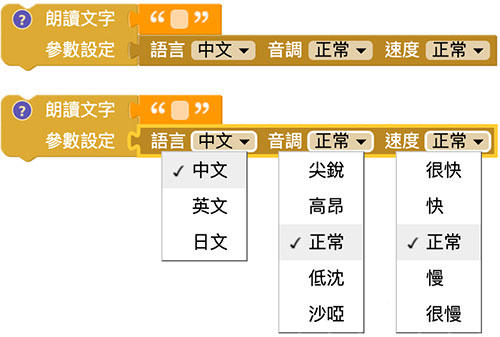 ? 朗讀文字 “ ”
參數設定 語言 中文 音調 正常 速度 正常
? 朗讀文字 “ ”
參數設定 語言 中文 音調 正常 速度 正常
✓ 中文 尖銳 很快
英文 高昂 快
日文 ✓ 正常 ✓ 正常
低沈 慢
沙啞 很慢